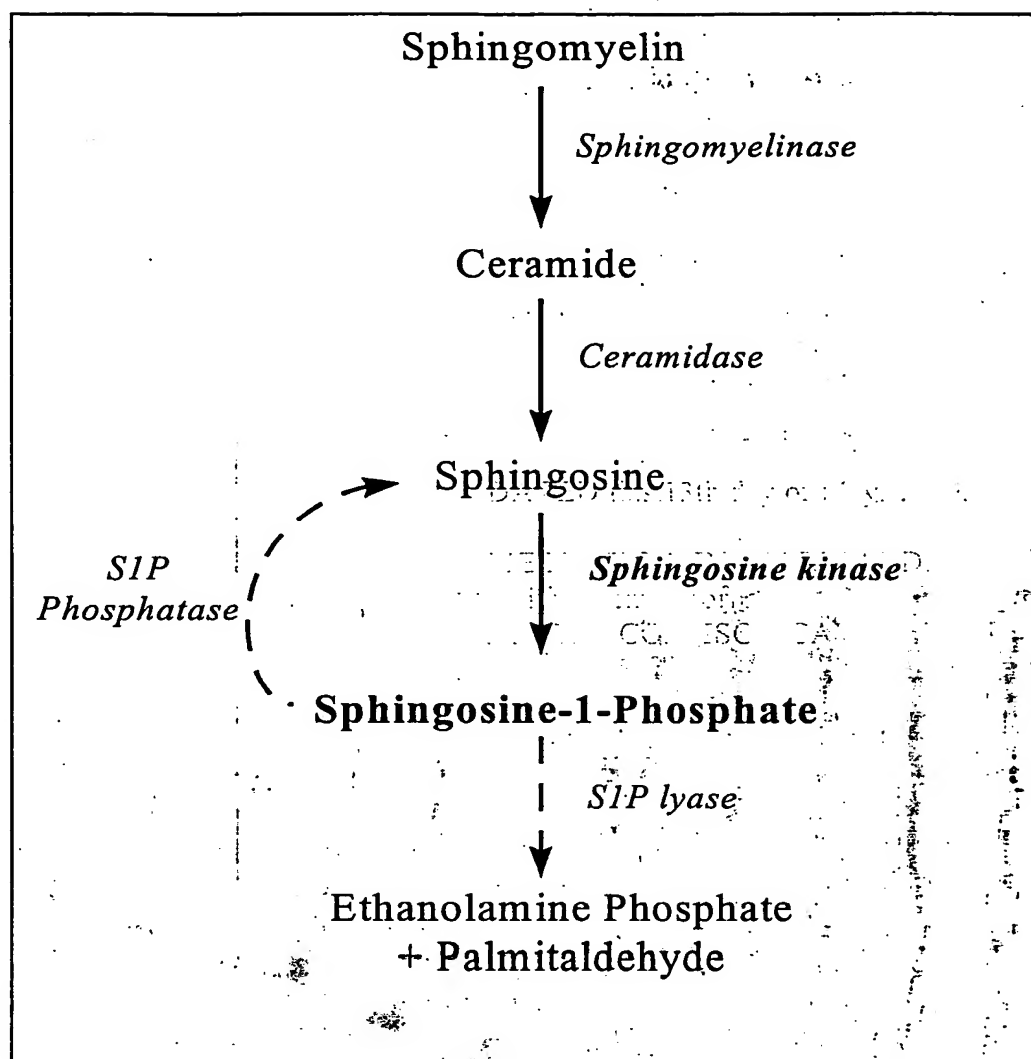 Sphingomyelin
Sphingomyelinase
Ceramide
Ceramidase
Sphingosine
S1P
Phosphatase
Sphingosine kinase
Sphingosine-1-Phosphate
S1P lyase
Ethanolamine Phosphate
+ Palmitaldehyde